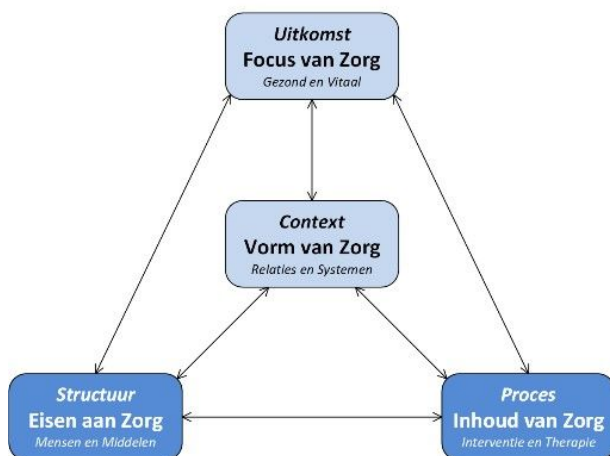 Uitkomst
Focus van Zorg
Gezond en Vitaal
Context
Vorm van Zorg
Relaties en Systemen
Structuur
Eisen aan Zorg
Mensen en Middelen
Proces
Inhoud van Zorg
Interventie en Therapie